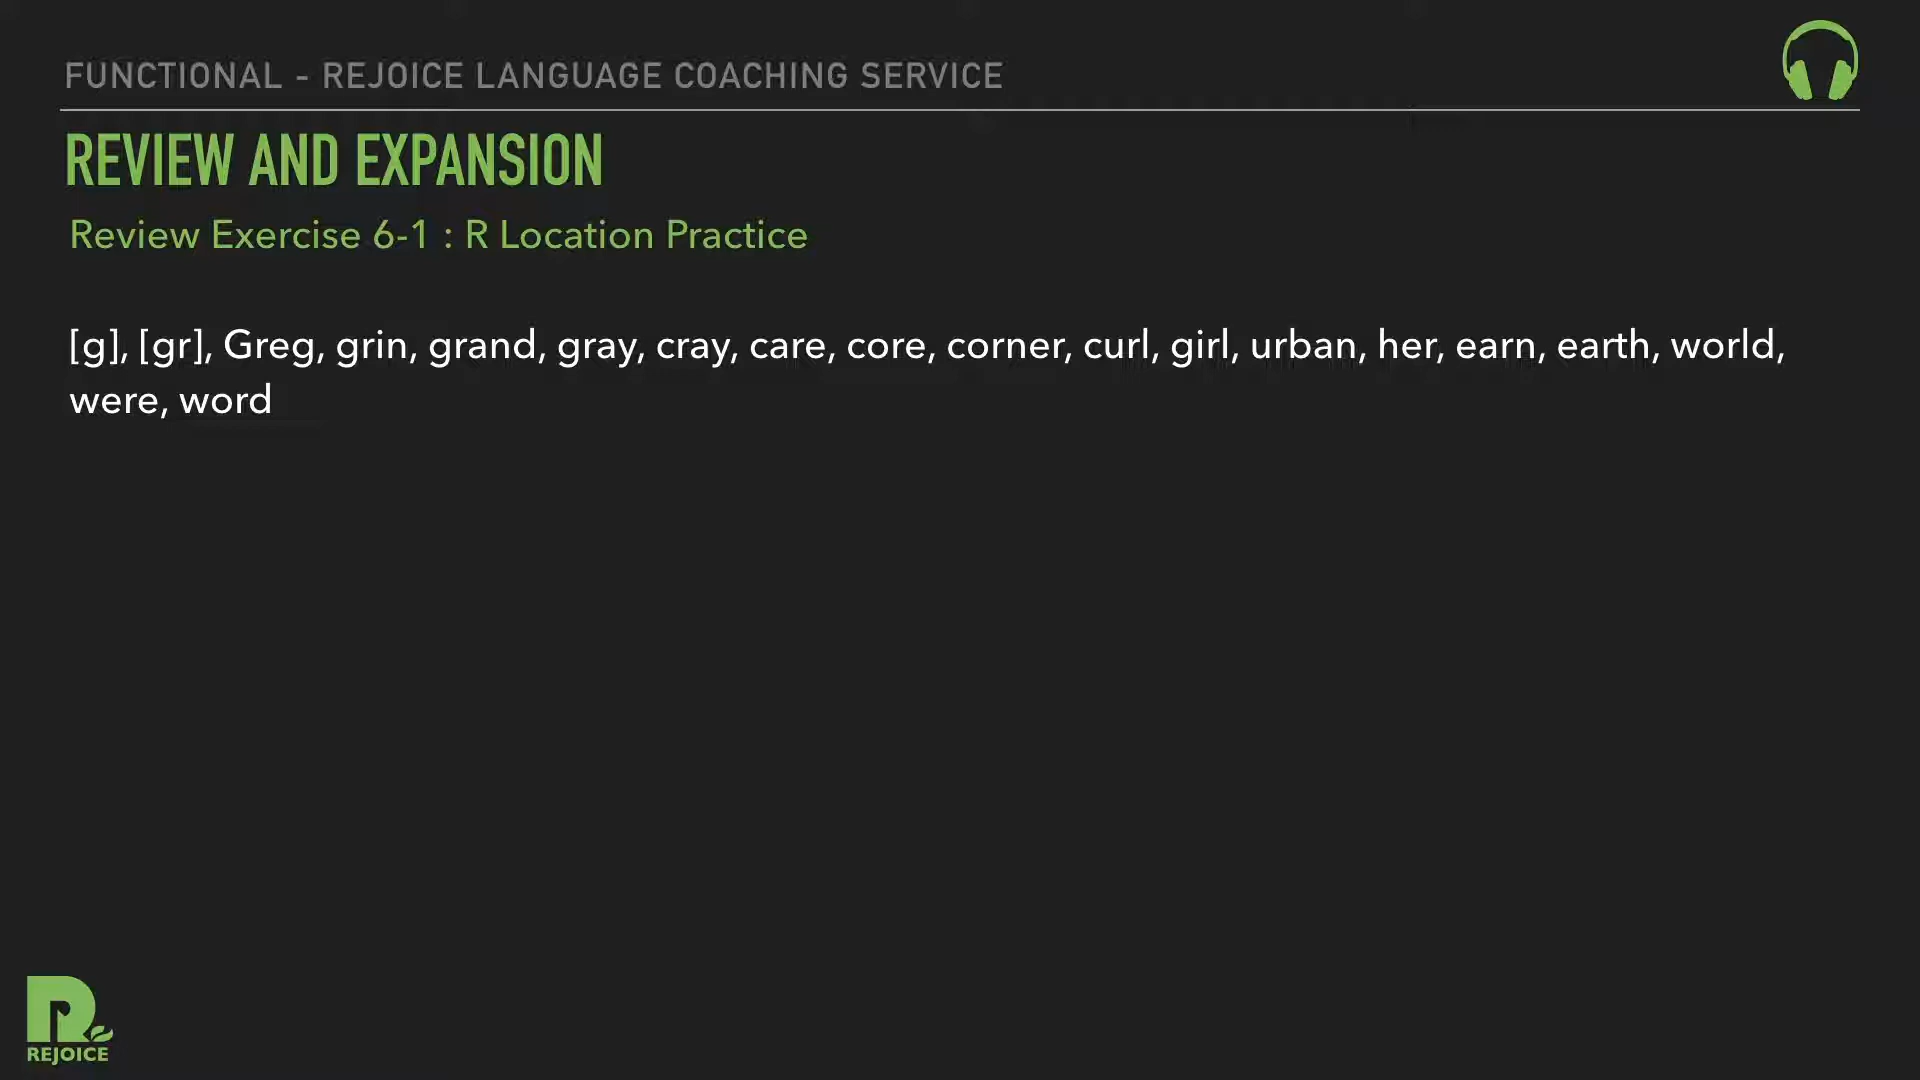 FUNCTIONAL - REJOICE LANGUAGE COACHING SERVICE
REVIEW AND EXPANSION
Review Exercise 6-1 : R Location Practice
[g], [gr], Greg, grin, grand, gray, cray, care, core, corner, curl, girl, urban, her, earn, earth, world,
were, word
REJOICE